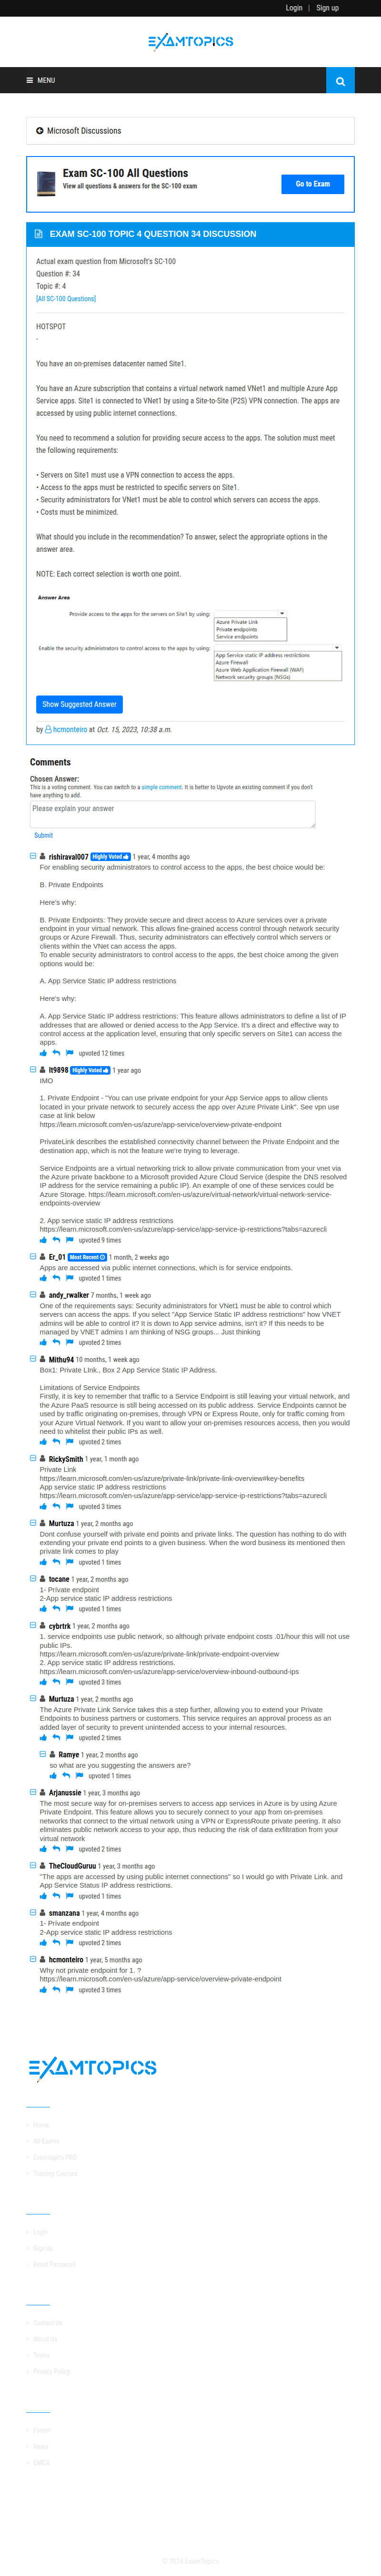 Login | Sign up
EXAMTOPICS
MENU
Microsoft Discussions
Exam SC-100 All Questions
View all questions & answers for the SC-100 exam
Go to Exam
EXAM SC-100 TOPIC 4 QUESTION 34 DISCUSSION
Actual exam question from Microsoft's SC-100
Question #: 34
Topic #: 4
[All SC-100 Questions]
HOTSPOT
-
You have an on-premises datacenter named Site1.
You have an Azure subscription that contains a virtual network named VNet1 and multiple Azure App
Service apps. Site1 is connected to VNet1 by using a Site-to-Site (P2S) VPN connection. The apps are
accessed by using public internet connections.
You need to recommend a solution for providing secure access to the apps. The solution must meet
the following requirements:
• Servers on Site1 must use a VPN connection to access the apps.
• Access to the apps must be restricted to specific servers on Site1.
• Security administrators for VNet1 must be able to control which servers can access the apps.
• Costs must be minimized.
What should you include in the recommendation? To answer, select the appropriate options in the
answer area.
NOTE: Each correct selection is worth one point.
Answer Area
Provide access to the apps for the servers on Site1 by using:
Azure Private Link
Private endpoints
Service endpoints
Enable the security administrators to control access to the apps by using:
App Service static IP address restrictions
Azure Firewall
Azure Web Application Firewall (WAF)
Network security groups (NSGs)
Show Suggested Answer
by hcmonteiro at Oct. 15, 2023, 10:38 a.m.
Comments
Chosen Answer:
This is a voting comment. You can switch to a simple comment. It is better to Upvote an existing comment if you don't
have anything to add.
Please explain your answer
Submit
rishiraval007 Highly Voted 1 year, 4 months ago
For enabling security administrators to control access to the apps, the best choice would be:
B. Private Endpoints
Here's why:
B. Private Endpoints: They provide secure and direct access to Azure services over a private
endpoint in your virtual network. This allows fine-grained access control through network security
groups or Azure Firewall. Thus, security administrators can effectively control which servers or
clients within the VNet can access the apps.
To enable security administrators to control access to the apps, the best choice among the given
options would be:
A. App Service Static IP address restrictions
Here's why:
A. App Service Static IP address restrictions: This feature allows administrators to define a list of IP
addresses that are allowed or denied access to the App Service. It's a direct and effective way to
control access at the application level, ensuring that only specific servers on Site1 can access the
apps.
upvoted 12 times
lt9898 Highly Voted 1 year ago
IMO
1. Private Endpoint - "You can use private endpoint for your App Service apps to allow clients
located in your private network to securely access the app over Azure Private Link". See vpn use
case at link below
https://learn.microsoft.com/en-us/azure/app-service/overview-private-endpoint
PrivateLink describes the established connectivity channel between the Private Endpoint and the
destination app, which is not the feature we're trying to leverage.
Service Endpoints are a virtual networking trick to allow private communication from your vnet via
the Azure private backbone to a Microsoft provided Azure Cloud Service (despite the DNS resolved
IP address for the service remaining a public IP). An example of one of these services could be
Azure Storage. https://learn.microsoft.com/en-us/azure/virtual-network/virtual-network-service-
endpoints-overview
2. App service static IP address restrictions
https://learn.microsoft.com/en-us/azure/app-service/app-service-ip-restrictions?tabs=azurecli
upvoted 9 times
Er_01 Most Recent 1 month, 2 weeks ago
Apps are accessed via public internet connections, which is for service endpoints.
upvoted 1 times
andy_rwalker 7 months, 1 week ago
One of the requirements says: Security administrators for VNet1 must be able to control which
servers can access the apps. If you select "App Service Static IP address restrictions" how VNET
admins will be able to control it? It is down to App service admins, isn't it? If this needs to be
managed by VNET admins I am thinking of NSG groups... Just thinking
upvoted 2 times
Mithu94 10 months, 1 week ago
Box1: Private Link., Box 2 App Service Static IP Address.
Limitations of Service Endpoints
Firstly, it is key to remember that traffic to a Service Endpoint is still leaving your virtual network, and
the Azure PaaS resource is still being accessed on its public address. Service Endpoints cannot be
used by traffic originating on-premises, through VPN or Express Route, only for traffic coming from
your Azure Virtual Network. If you want to allow for your on-premises resources access, then you would
need to whitelist their public IPs as well.
upvoted 2 times
RickySmith 1 year, 1 month ago
Private Link
https://learn.microsoft.com/en-us/azure/private-link/private-link-overview#key-benefits
App service static IP address restrictions
https://learn.microsoft.com/en-us/azure/app-service/app-service-ip-restrictions?tabs=azurecli
upvoted 3 times
Murtuza 1 year, 2 months ago
Dont confuse yourself with private end points and private links. The question has nothing to do with
extending your private end points to a given business. When the word business its mentioned then
private link comes to play
upvoted 1 times
tocane 1 year, 2 months ago
1- Private endpoint
2-App service static IP address restrictions
upvoted 1 times
cybrtrk 1 year, 2 months ago
1. service endpoints use public network, so although private endpoint costs .01/hour this will not use
public IPs.
https://learn.microsoft.com/en-us/azure/private-link/private-endpoint-overview
2. App service static IP address restrictions.
https://learn.microsoft.com/en-us/azure/app-service/overview-inbound-outbound-ips
upvoted 3 times
Murtuza 1 year, 2 months ago
The Azure Private Link Service takes this a step further, allowing you to extend your Private
Endpoints to business partners or customers. This service requires an approval process as an
added layer of security to prevent unintended access to your internal resources.
upvoted 2 times
Ramye 1 year, 2 months ago
so what are you suggesting the answers are?
upvoted 1 times
Arjanussie 1 year, 3 months ago
The most secure way for on-premises servers to access app services in Azure is by using Azure
Private Endpoint. This feature allows you to securely connect to your app from on-premises
networks that connect to the virtual network using a VPN or ExpressRoute private peering. It also
eliminates public network access to your app, thus reducing the risk of data exfiltration from your
virtual network
upvoted 2 times
TheCloudGuruu 1 year, 3 months ago
"The apps are accessed by using public internet connections" so I would go with Private Link. and
App Service Status IP address restrictions.
upvoted 1 times
smanzana 1 year, 4 months ago
1- Private endpoint
2-App service static IP address restrictions
upvoted 2 times
hcmonteiro 1 year, 5 months ago
Why not private endpoint for 1. ?
https://learn.microsoft.com/en-us/azure/app-service/overview-private-endpoint
upvoted 3 times
EXAMTOPICS
Home
All Exams
Examtopics PRO
Training Courses
Login
Sign up
Reset Password
Contact Us
About Us
Terms
Privacy Policy
Forum
News
DMCA
© 2024 ExamTopics